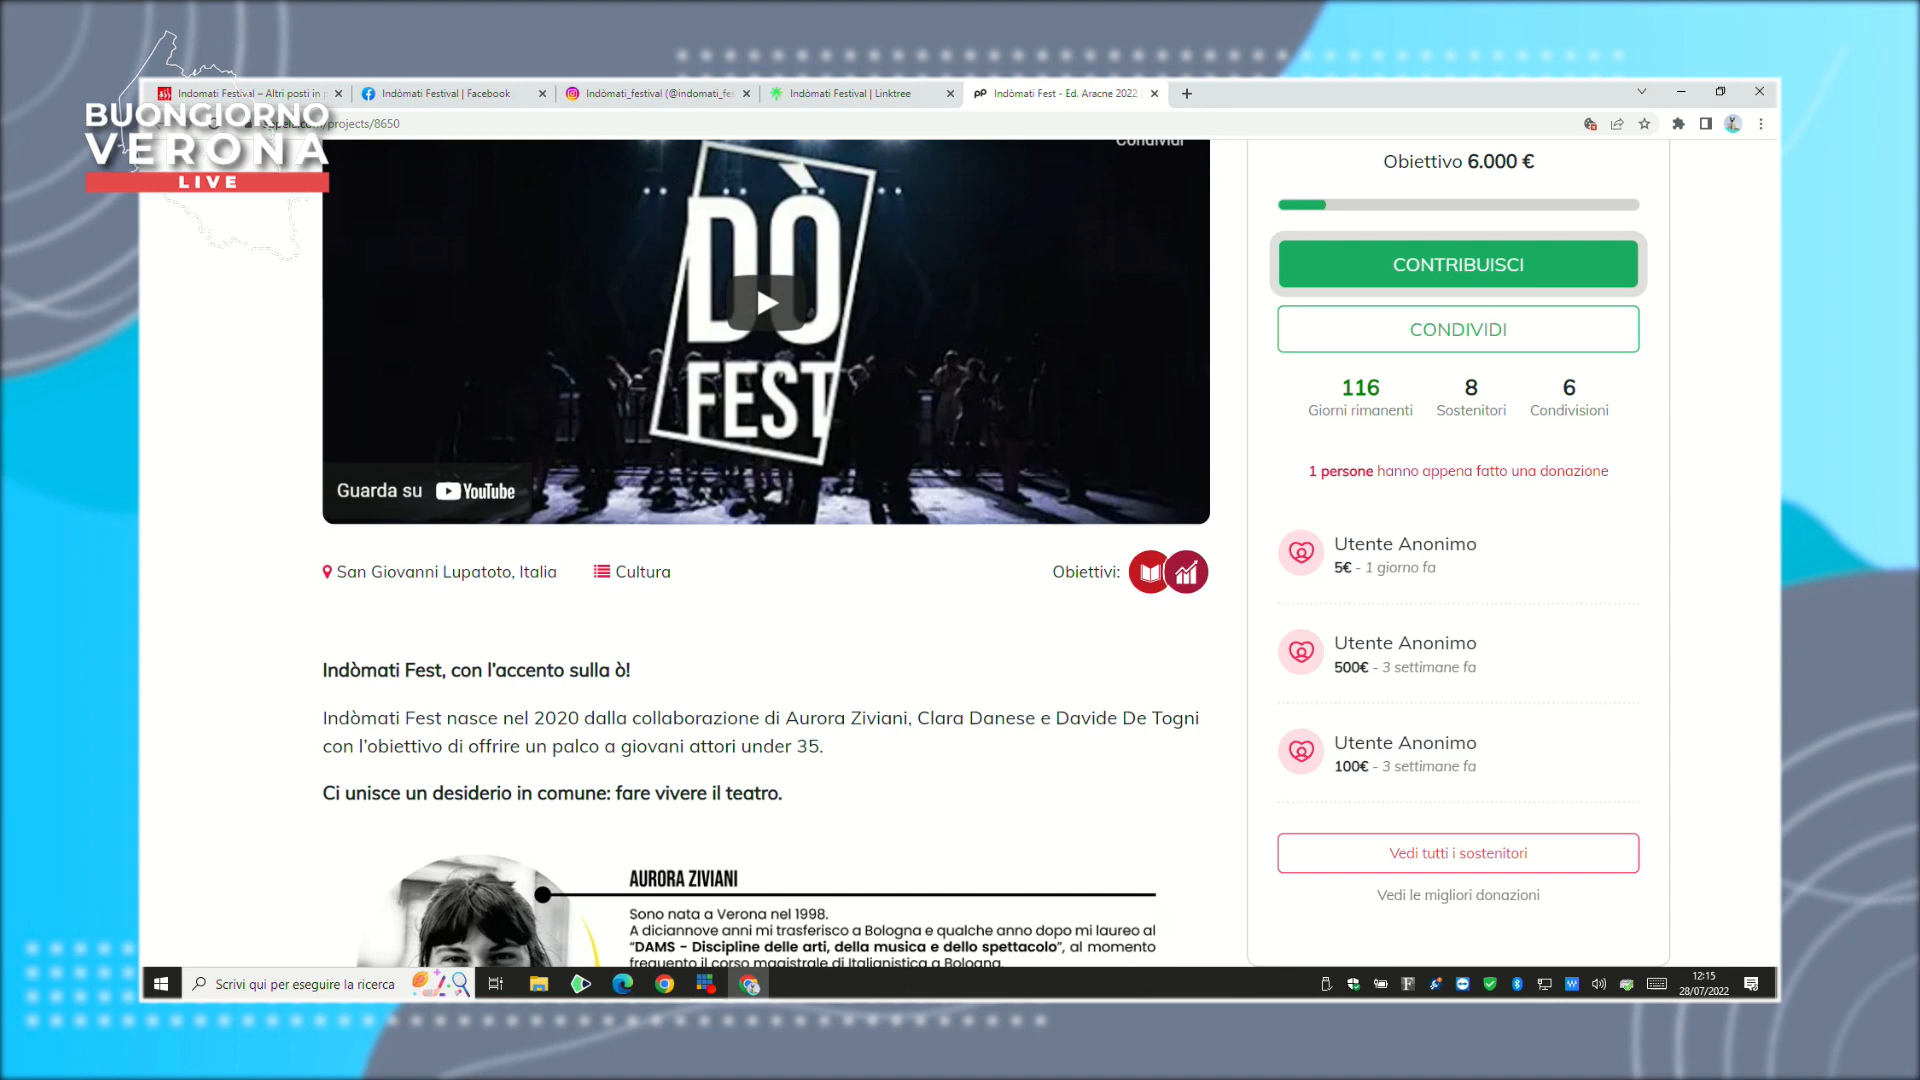 Indomati Festival – Altri posti in
Indòmati Festival | Facebook
Indòmati_festival (@indomati_fe
Indòmati Festival | Linktree
Indòmati Fest - Ed. Aracne 2022
/projects/8650
BUONGIORNO
VERONA
LIVE
Condividi
DÒ
FEST
Guarda su YouTube
San Giovanni Lupatoto, Italia
Cultura
Obiettivi:
Indòmati Fest, con l'accento sulla ò!
Indòmati Fest nasce nel 2020 dalla collaborazione di Aurora Ziviani, Clara Danese e Davide De Togni
con l'obiettivo di offrire un palco a giovani attori under 35.
Ci unisce un desiderio in comune: fare vivere il teatro.
AURORA ZIVIANI
Sono nata a Verona nel 1998.
A diciannove anni mi trasferisco a Bologna e qualche anno dopo mi laureo al
“DAMS - Discipline delle arti, della musica e dello spettacolo”, al momento
frequento il corso magistrale di Italianistica a Bologna.
Obiettivo 6.000 €
CONTRIBUISCI
CONDIVIDI
116 8 6
Giorni rimanenti Sostenitori Condivisioni
1 persone hanno appena fatto una donazione
Utente Anonimo
5€ - 1 giorno fa
Utente Anonimo
500€ - 3 settimane fa
Utente Anonimo
100€ - 3 settimane fa
Vedi tutti i sostenitori
Vedi le migliori donazioni
Scrivi qui per eseguire la ricerca
12:15
28/07/2022